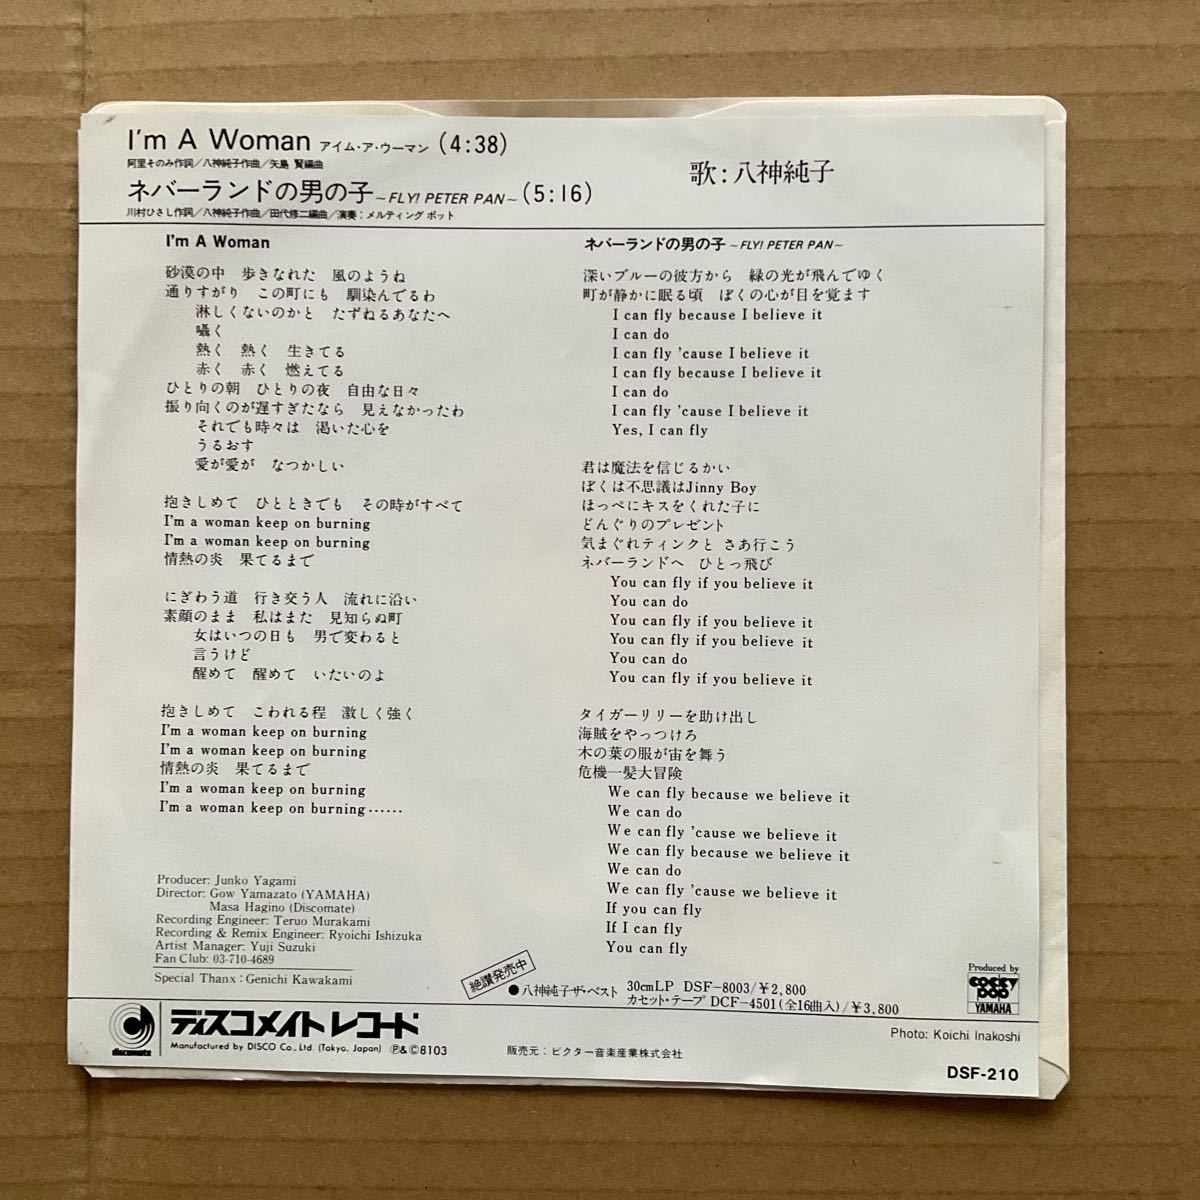 I'm A Woman アイム・ア・ウーマン (4:38)
阿里そのみ作詞/八神純子作曲/矢島 賢編曲
ネバーランドの男の子 ~FLY! PETER PAN~ (5:16)
川村ひさし作詞/八神純子作曲/田代修二編曲/演奏:メルティング ポット
歌:八神純子
I'm A Woman
砂漠の中 歩きなれた 風のようね
通りすがり この町にも 馴染んでるわ
淋しくないのかと たずねるあなたへ
囁く
熱く 熱く 生きてる
赤く 赤く 燃えてる
ひとりの朝 ひとりの夜 自由な日々
振り向くのが遅すぎたなら 見えなかったわ
それでも時々は 渇いた心を
うるおす
愛が愛が なつかしい
抱きしめて ひとときでも その時がすべて
I'm a woman keep on burning
I'm a woman keep on burning
情熱の炎 果てるまで
にぎわう道 行き交う人 流れに沿い
素顔のまま 私はまた 見知らぬ町
女はいつの日も 男で変わると
言うけど
醒めて 醒めて いたいのよ
抱きしめて こわれる程 激しく強く
I'm a woman keep on burning
I'm a woman keep on burning
情熱の炎 果てるまで
I'm a woman keep on burning
I'm a woman keep on burning……
ネバーランドの男の子 ~FLY! PETER PAN~
深いブルーの彼方から 緑の光が飛んでゆく
町が静かに眠る頃 ぼくの心が目を覚ます
I can fly because I believe it
I can do
I can fly 'cause I believe it
I can fly because I believe it
I can do
I can fly 'cause I believe it
Yes, I can fly
君は魔法を信じるかい
ぼくは不思議はJinny Boy
ほっぺにキスをくれた子に
どんぐりのプレゼント
気まぐれティンクと さあ行こう
ネバーランドへ ひとっ飛び
You can fly if you believe it
You can do
You can fly if you believe it
You can fly if you believe it
You can do
You can fly if you believe it
タイガーリリーを助け出し
海賊をやっつけろ
木の葉の服が宙を舞う
危機一髪大冒険
We can fly because we believe it
We can do
We can fly 'cause we believe it
We can fly because we believe it
We can do
We can fly 'cause we believe it
If you can fly
If I can fly
You can fly
Producer: Junko Yagami
Director: Gow Yamazato (YAMAHA)
Masa Hagino (Discomate)
Recording Engineer: Teruo Murakami
Recording & Remix Engineer: Ryoichi Ishizuka
Artist Manager: Yuji Suzuki
Fan Club: 03-710-4689
Special Thanx: Genichi Kawakami
絶讃発売中
●八神純子ザ・ベスト 30cmLP DSF-8003/¥2,800
カセット・テープ DCF-4501(全16曲入)/¥3,800
Produced by
cocky pop
YAMAHA
discomate
ディスコメイトレコード
Manufactured by DISCO Co., Ltd. (Tokyo, Japan) Ⓟ&©8103
販売元:ビクター音楽産業株式会社
Photo: Koichi Inakoshi
DSF-210